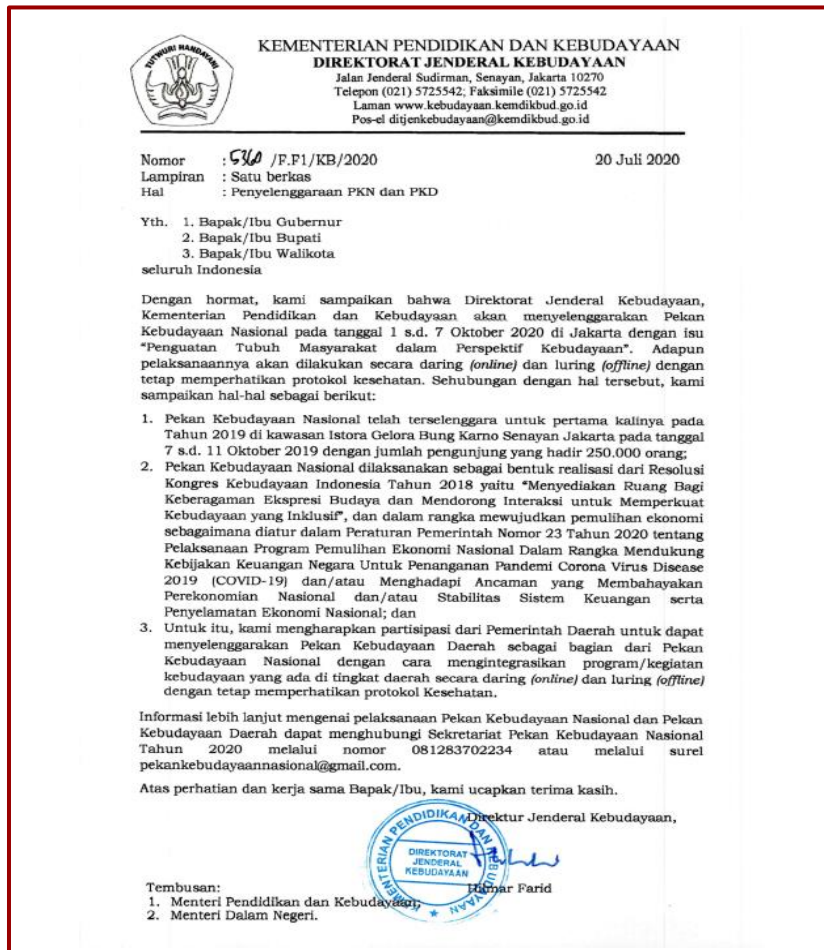 TUTWURI HANDAYANI
KEMENTERIAN PENDIDIKAN DAN KEBUDAYAAN
DIREKTORAT JENDERAL KEBUDAYAAN
Jalan Jenderal Sudirman, Senayan, Jakarta 10270
Telepon (021) 5725542; Faksimile (021) 5725542
Laman www.kebudayaan.kemdikbud.go.id
Pos-el ditjenkebudayaan@kemdikbud.go.id
Nomor : 5360 /F.F1/KB/2020 20 Juli 2020
Lampiran : Satu berkas
Hal : Penyelenggaraan PKN dan PKD
Yth. 1. Bapak/Ibu Gubernur
2. Bapak/Ibu Bupati
3. Bapak/Ibu Walikota
seluruh Indonesia
Dengan hormat, kami sampaikan bahwa Direktorat Jenderal Kebudayaan,
Kementerian Pendidikan dan Kebudayaan akan menyelenggarakan Pekan
Kebudayaan Nasional pada tanggal 1 s.d. 7 Oktober 2020 di Jakarta dengan isu
“Penguatan Tubuh Masyarakat dalam Perspektif Kebudayaan”. Adapun
pelaksanaannya akan dilakukan secara daring (online) dan luring (offline) dengan
tetap memperhatikan protokol kesehatan. Sehubungan dengan hal tersebut, kami
sampaikan hal-hal sebagai berikut:
1. Pekan Kebudayaan Nasional telah terselenggara untuk pertama kalinya pada
Tahun 2019 di kawasan Istora Gelora Bung Karno Senayan Jakarta pada tanggal
7 s.d. 11 Oktober 2019 dengan jumlah pengunjung yang hadir 250.000 orang;
2. Pekan Kebudayaan Nasional dilaksanakan sebagai bentuk realisasi dari Resolusi
Kongres Kebudayaan Indonesia Tahun 2018 yaitu “Menyediakan Ruang Bagi
Keberagaman Ekspresi Budaya dan Mendorong Interaksi untuk Memperkuat
Kebudayaan yang Inklusif”, dan dalam rangka mewujudkan pemulihan ekonomi
sebagaimana diatur dalam Peraturan Pemerintah Nomor 23 Tahun 2020 tentang
Pelaksanaan Program Pemulihan Ekonomi Nasional Dalam Rangka Mendukung
Kebijakan Keuangan Negara Untuk Penanganan Pandemi Corona Virus Disease
2019 (COVID-19) dan/atau Menghadapi Ancaman yang Membahayakan
Perekonomian Nasional dan/atau Stabilitas Sistem Keuangan serta
Penyelamatan Ekonomi Nasional; dan
3. Untuk itu, kami mengharapkan partisipasi dari Pemerintah Daerah untuk dapat
menyelenggarakan Pekan Kebudayaan Daerah sebagai bagian dari Pekan
Kebudayaan Nasional dengan cara mengintegrasikan program/kegiatan
kebudayaan yang ada di tingkat daerah secara daring (online) dan luring (offline)
dengan tetap memperhatikan protokol Kesehatan.
Informasi lebih lanjut mengenai pelaksanaan Pekan Kebudayaan Nasional dan Pekan
Kebudayaan Daerah dapat menghubungi Sekretariat Pekan Kebudayaan Nasional
Tahun 2020 melalui nomor 081283702234 atau melalui surel
pekankebudayaannasional@gmail.com.
Atas perhatian dan kerja sama Bapak/Ibu, kami ucapkan terima kasih.
Direktur Jenderal Kebudayaan,
KEMENTERIAN PENDIDIKAN DAN KEBUDAYAAN
DIREKTORAT
JENDERAL
KEBUDAYAAN
Hilmar Farid
Tembusan:
1. Menteri Pendidikan dan Kebudayaan;
2. Menteri Dalam Negeri.